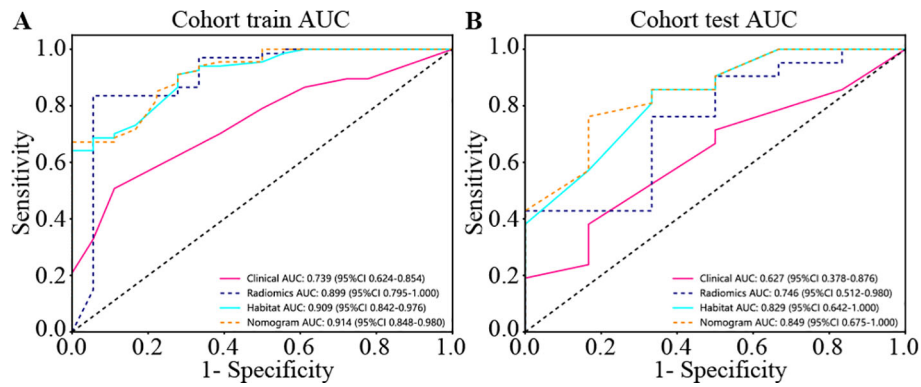 A
Cohort train AUC
Sensitivity
1.0
0.8
0.6
0.4
0.2
0.0
Clinical AUC: 0.739 (95%CI 0.624-0.854)
Radiomics AUC: 0.899 (95%CI 0.795-1.000)
Habitat AUC: 0.909 (95%CI 0.842-0.976)
Nomogram AUC: 0.914 (95%CI 0.848-0.980)
0.0 0.2 0.4 0.6 0.8 1.0
1- Specificity
B
Cohort test AUC
Sensitivity
1.0
0.8
0.6
0.4
0.2
0.0
Clinical AUC: 0.627 (95%CI 0.378-0.876)
Radiomics AUC: 0.746 (95%CI 0.512-0.980)
Habitat AUC: 0.829 (95%CI 0.642-1.000)
Nomogram AUC: 0.849 (95%CI 0.675-1.000)
0.0 0.2 0.4 0.6 0.8 1.0
1- Specificity